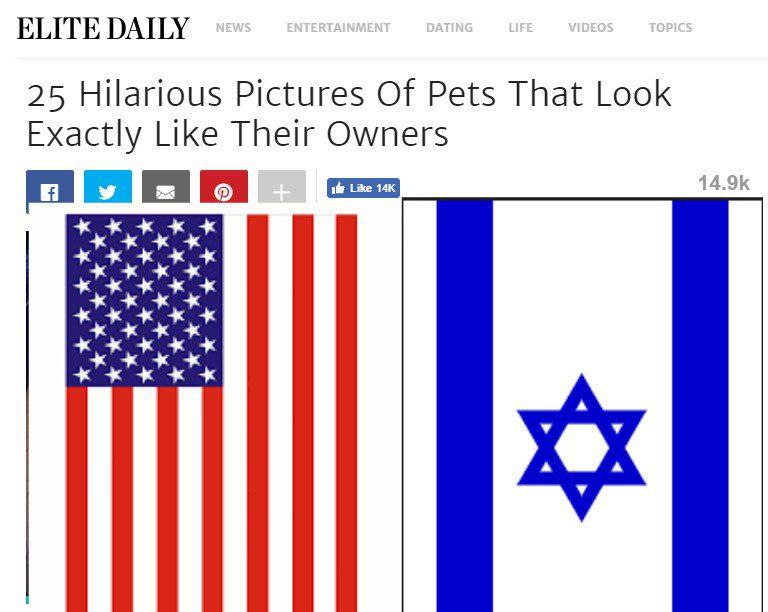 ELITE DAILY NEWS ENTERTAINMENT DATING LIFE VIDEOS TOPICS
25 Hilarious Pictures Of Pets That Look
Exactly Like Their Owners
Like 14K
14.9k